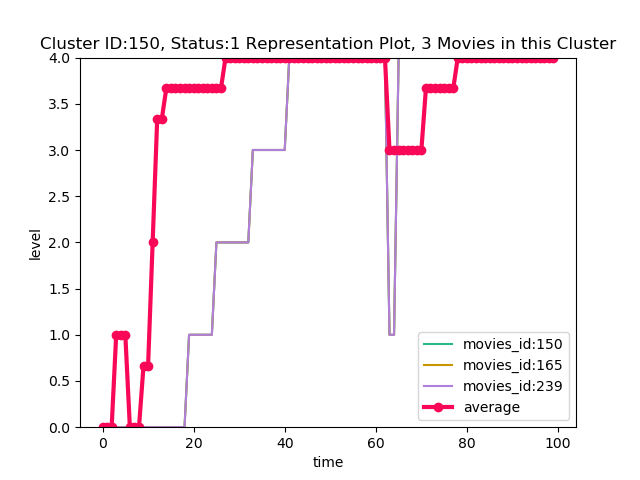 Cluster ID:150, Status:1 Representation Plot, 3 Movies in this Cluster
4.0
3.5
3.0
2.5
2.0
1.5
1.0
0.5
0.0
level
0 20 40 60 80 100
time
movies_id:150
movies_id:165
movies_id:239
average